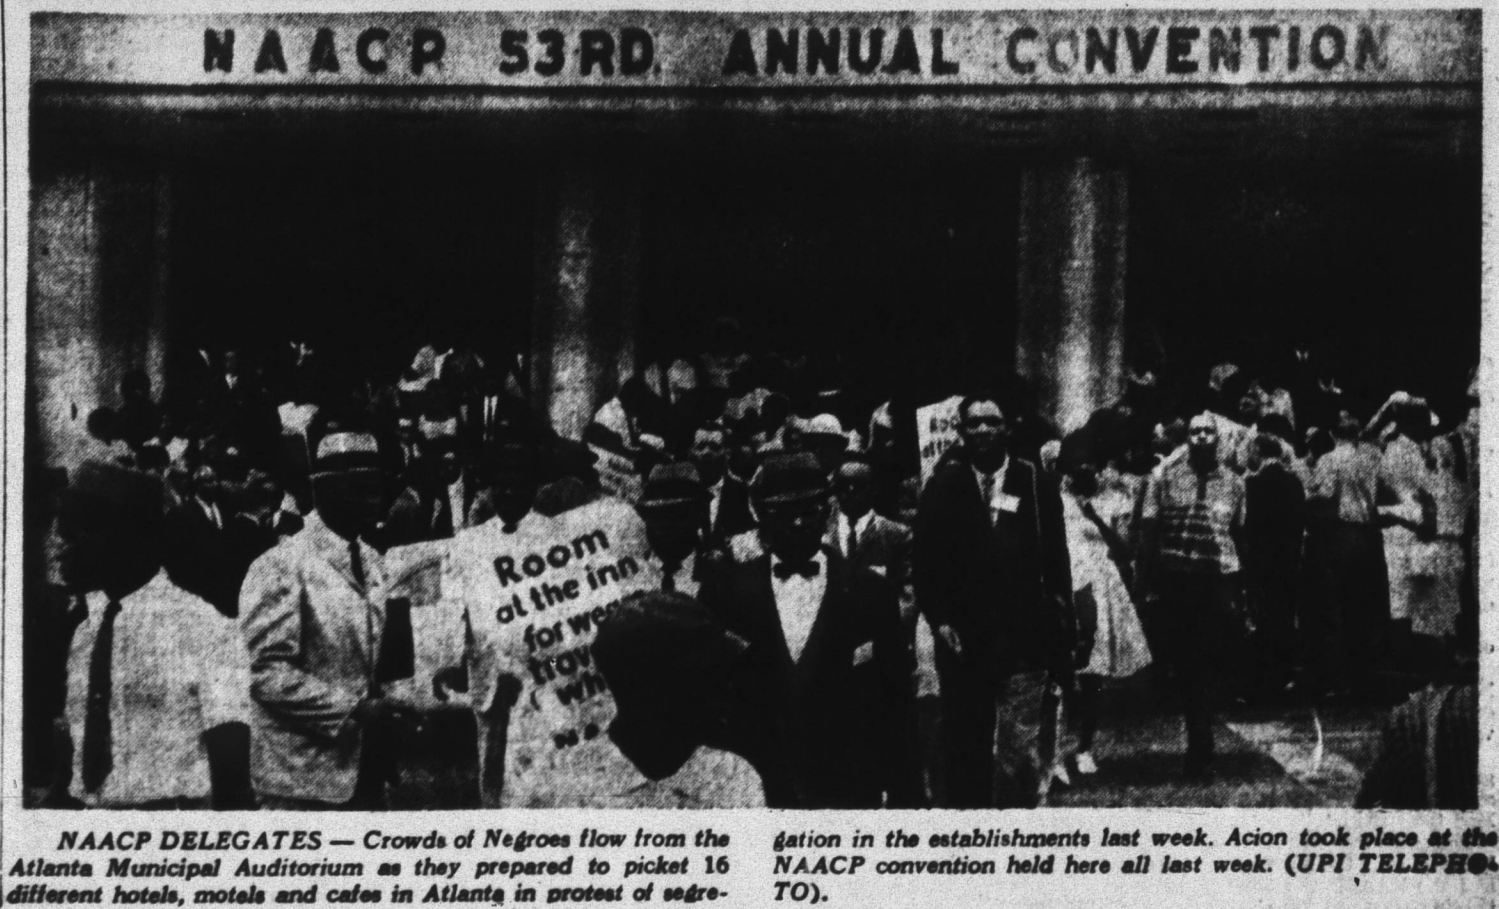 NAACP 53RD. ANNUAL CONVENTION
Room
at the inn
for
NAACP DELEGATES — Crowds of Negroes flow from the
Atlanta Municipal Auditorium as they prepared to picket 16
different hotels, motels and cafes in Atlanta in protest of segre-
gation in the establishments last week. Acion took place at the
NAACP convention held here all last week. (UPI TELEPHO-
TO).